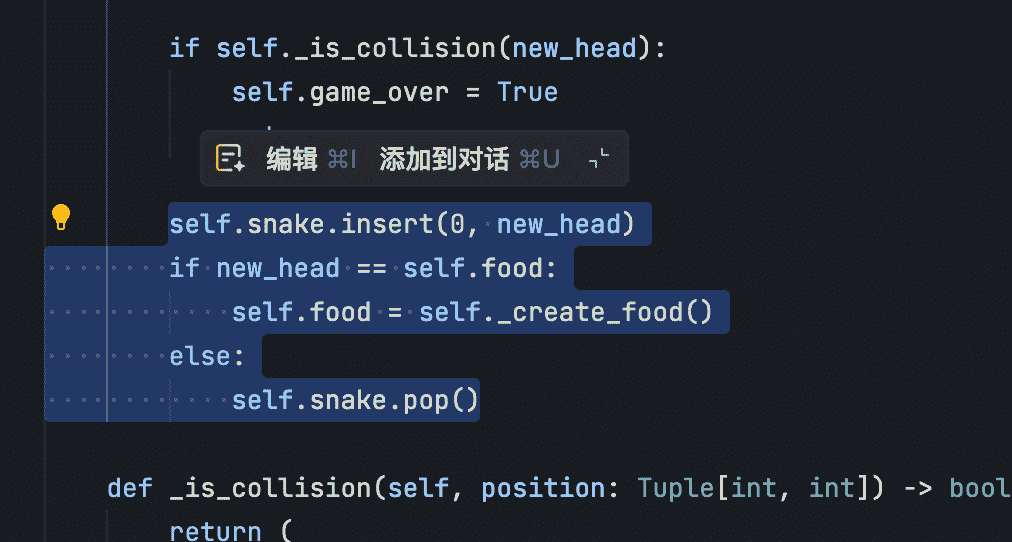 if self._is_collision(new_head):
self.game_over = True
编辑 ⌘I 添加到对话 ⌘U
self.snake.insert(0, new_head)
if new_head == self.food:
self.food = self._create_food()
else:
self.snake.pop()
def _is_collision(self, position: Tuple[int, int]) -> bool
return (